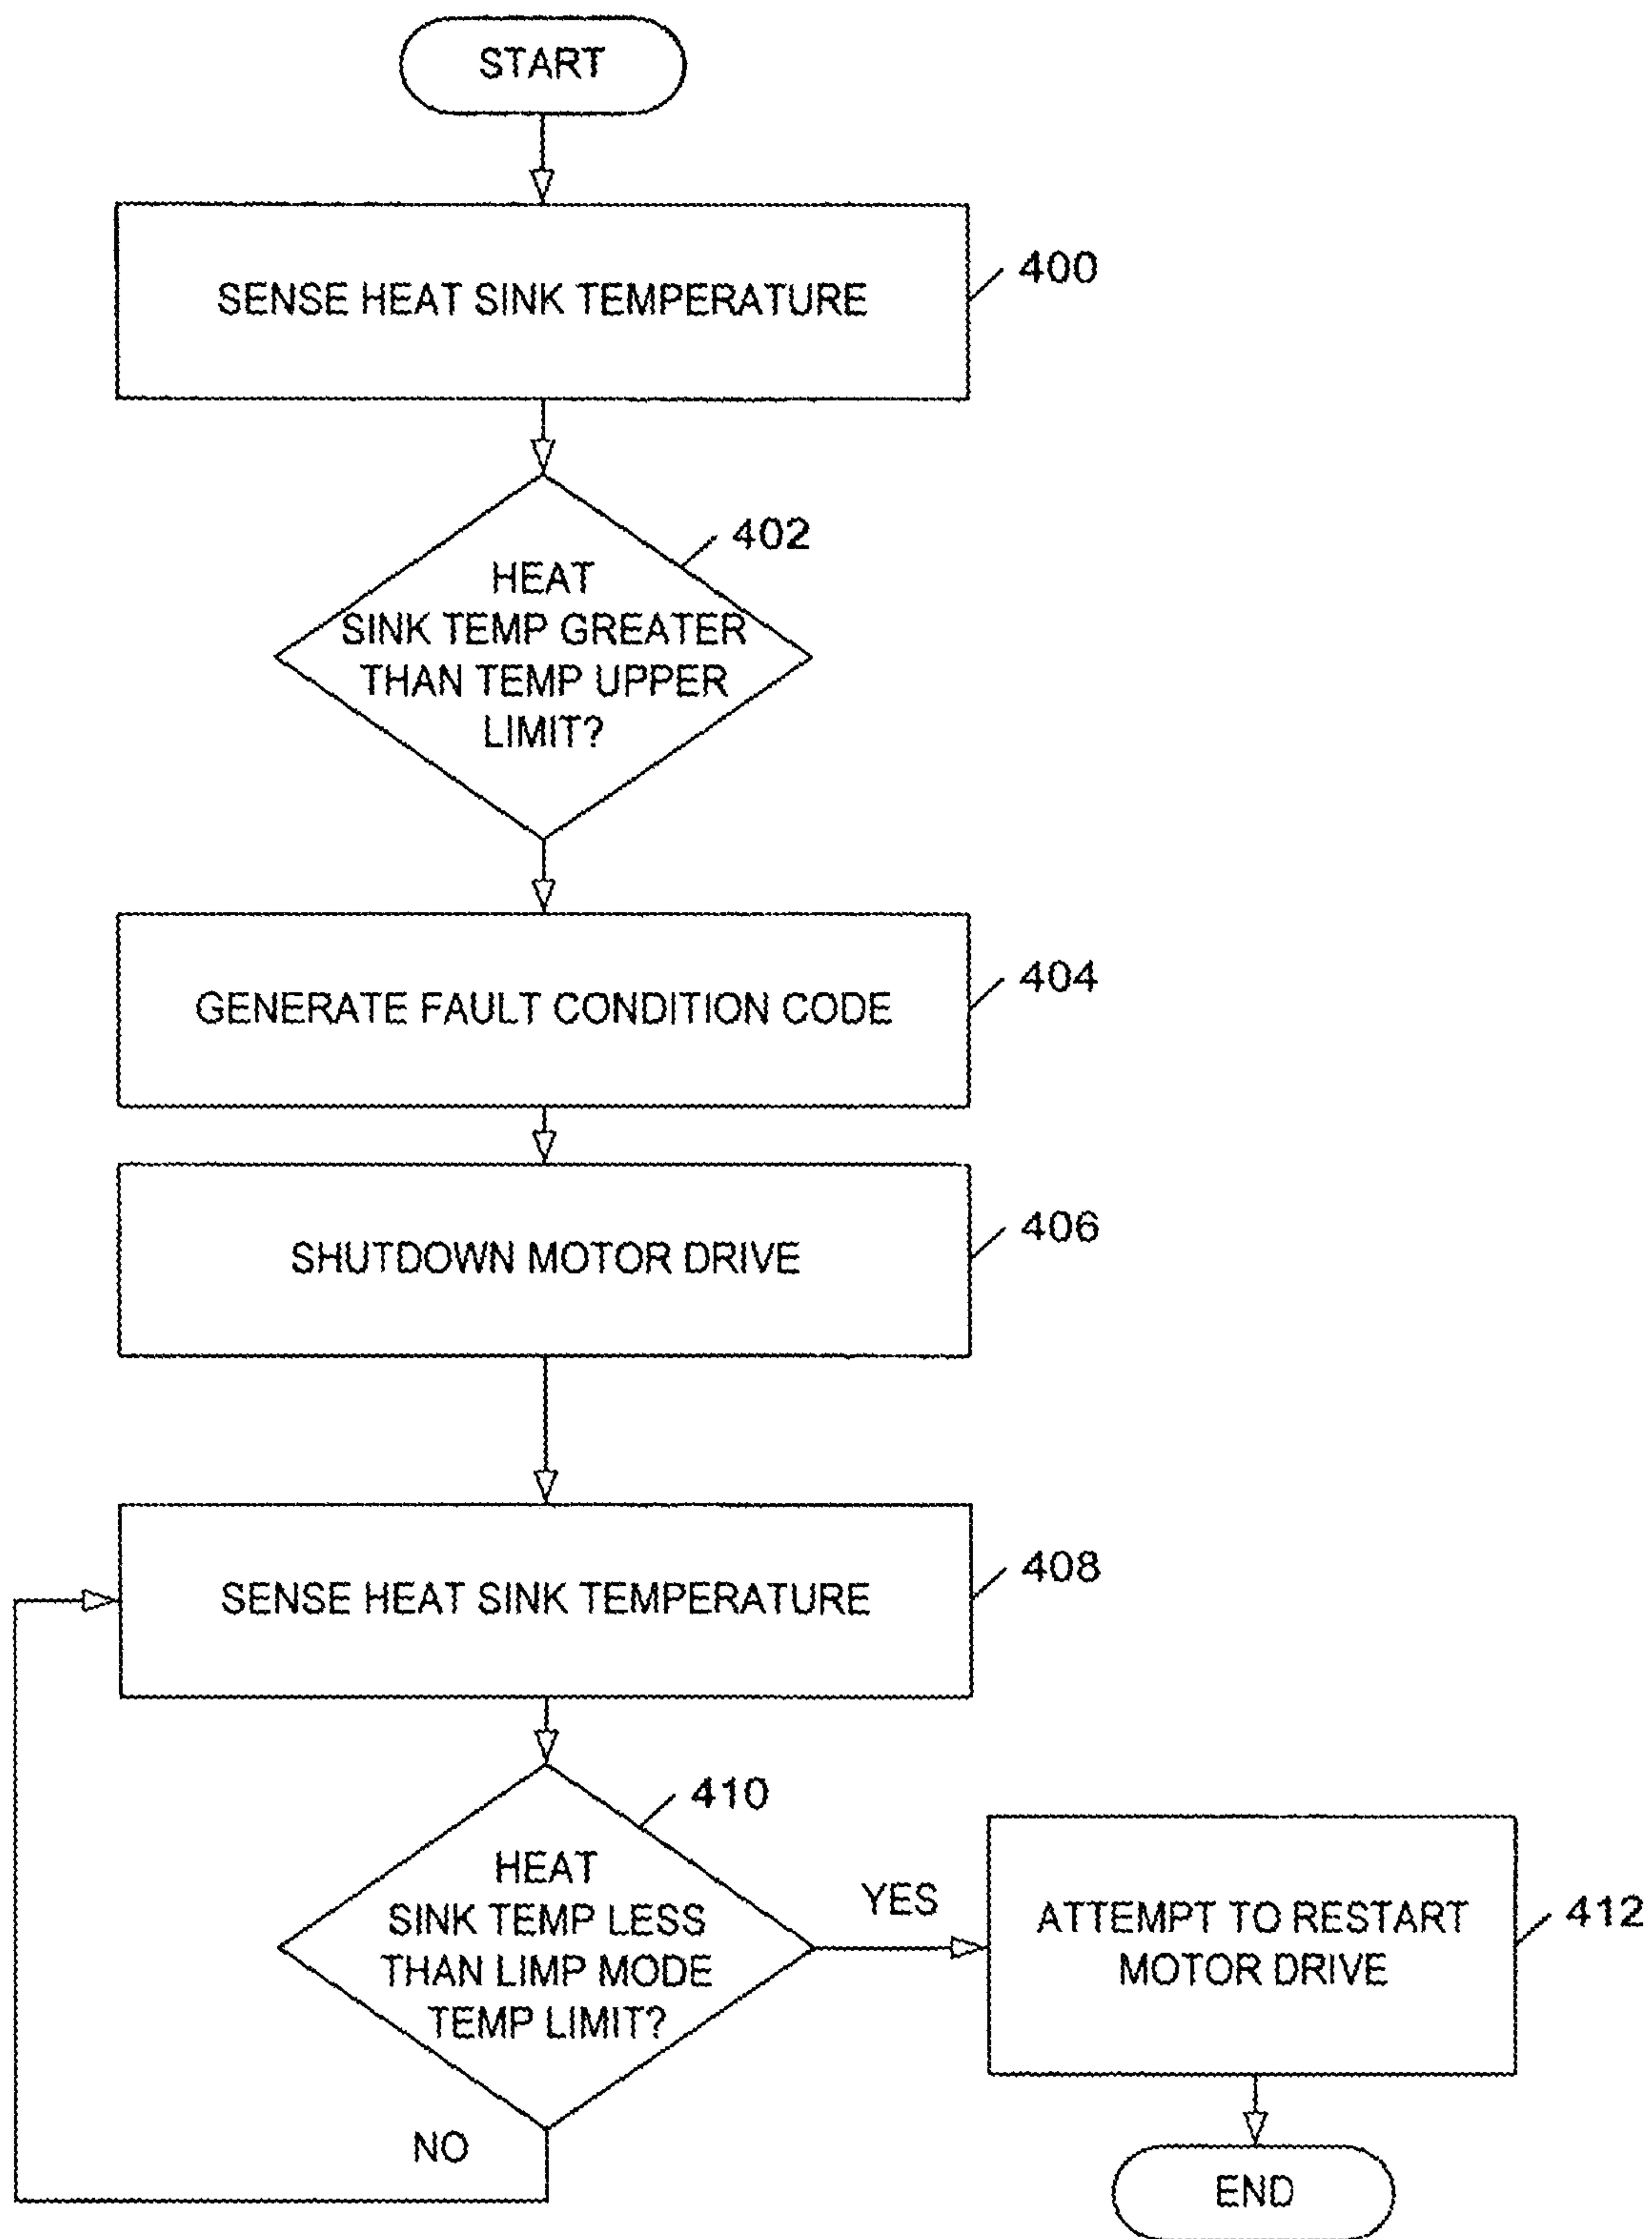 START
SENSE HEAT SINK TEMPERATURE
400
402
HEAT
SINK TEMP GREATER
THAN TEMP UPPER
LIMIT?
GENERATE FAULT CONDITION CODE
404
SHUTDOWN MOTOR DRIVE
406
SENSE HEAT SINK TEMPERATURE
408
410
HEAT
SINK TEMP LESS
THAN LIMP MODE
TEMP LIMIT?
YES
ATTEMPT TO RESTART
MOTOR DRIVE
412
NO
END